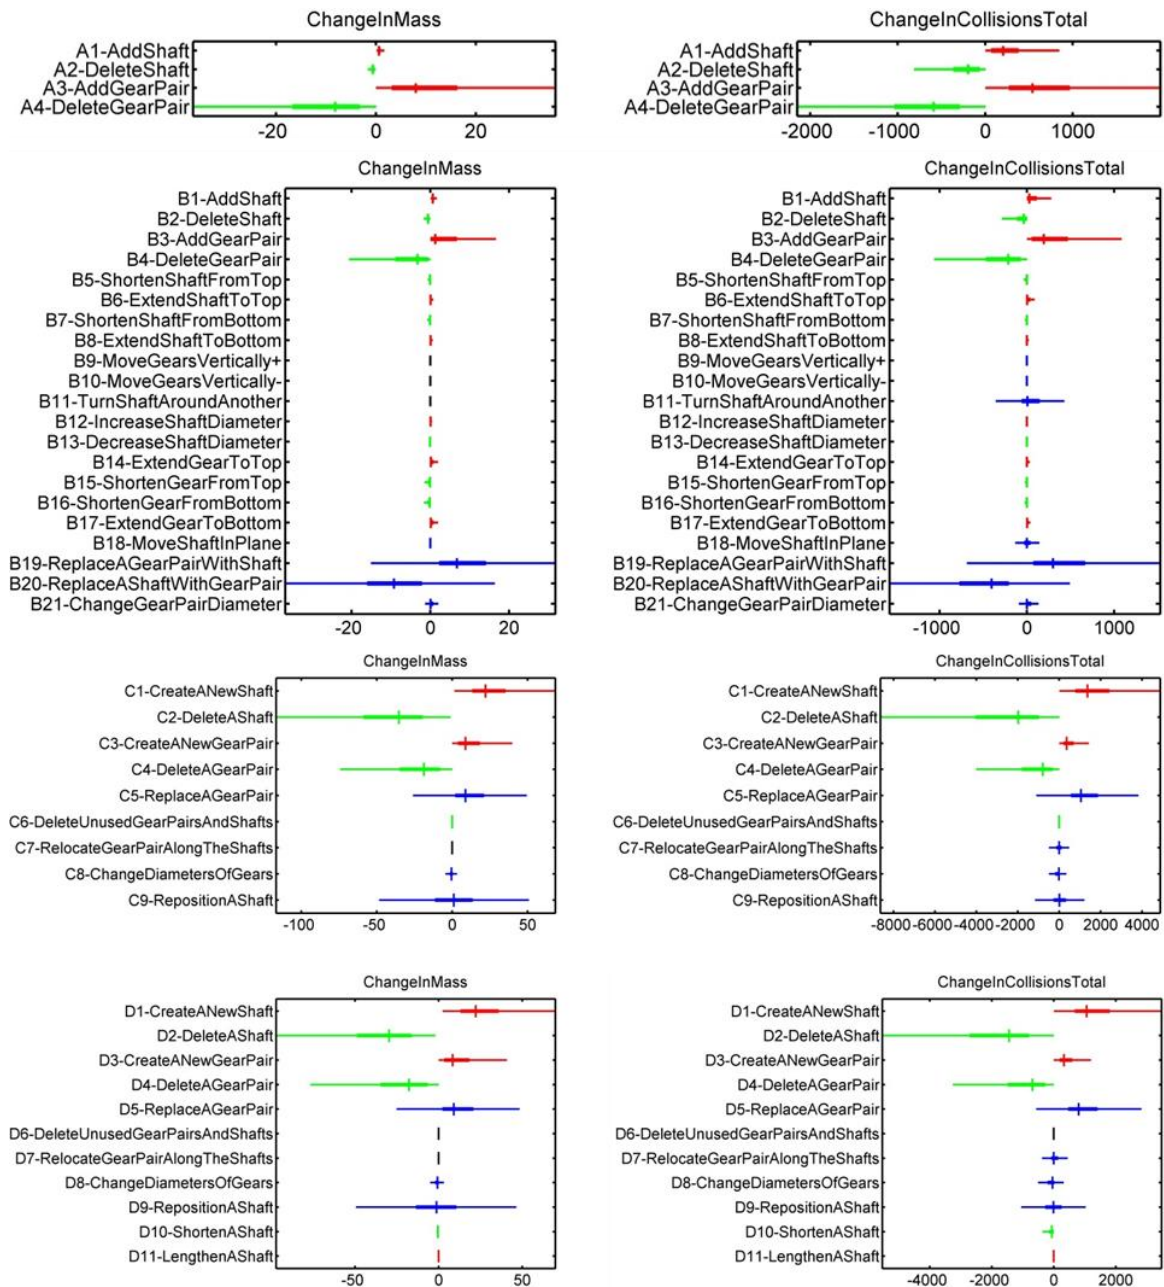 ChangeInMass
A1-AddShaft
A2-DeleteShaft
A3-AddGearPair
A4-DeleteGearPair
-20 0 20
ChangeInCollisionsTotal
A1-AddShaft
A2-DeleteShaft
A3-AddGearPair
A4-DeleteGearPair
-2000 -1000 0 1000
ChangeInMass
B1-AddShaft
B2-DeleteShaft
B3-AddGearPair
B4-DeleteGearPair
B5-ShortenShaftFromTop
B6-ExtendShaftToTop
B7-ShortenShaftFromBottom
B8-ExtendShaftToBottom
B9-MoveGearsVertically+
B10-MoveGearsVertically-
B11-TurnShaftAroundAnother
B12-IncreaseShaftDiameter
B13-DecreaseShaftDiameter
B14-ExtendGearToTop
B15-ShortenGearFromTop
B16-ShortenGearFromBottom
B17-ExtendGearToBottom
B18-MoveShaftInPlane
B19-ReplaceAGearPairWithShaft
B20-ReplaceAShaftWithGearPair
B21-ChangeGearPairDiameter
-20 0 20
ChangeInCollisionsTotal
B1-AddShaft
B2-DeleteShaft
B3-AddGearPair
B4-DeleteGearPair
B5-ShortenShaftFromTop
B6-ExtendShaftToTop
B7-ShortenShaftFromBottom
B8-ExtendShaftToBottom
B9-MoveGearsVertically+
B10-MoveGearsVertically-
B11-TurnShaftAroundAnother
B12-IncreaseShaftDiameter
B13-DecreaseShaftDiameter
B14-ExtendGearToTop
B15-ShortenGearFromTop
B16-ShortenGearFromBottom
B17-ExtendGearToBottom
B18-MoveShaftInPlane
B19-ReplaceAGearPairWithShaft
B20-ReplaceAShaftWithGearPair
B21-ChangeGearPairDiameter
-1000 0 1000
ChangeInMass
C1-CreateANewShaft
C2-DeleteAShaft
C3-CreateANewGearPair
C4-DeleteAGearPair
C5-ReplaceAGearPair
C6-DeleteUnusedGearPairsAndShafts
C7-RelocateGearPairAlongTheShafts
C8-ChangeDiametersOfGears
C9-RepositionAShaft
-100 -50 0 50
ChangeInCollisionsTotal
C1-CreateANewShaft
C2-DeleteAShaft
C3-CreateANewGearPair
C4-DeleteAGearPair
C5-ReplaceAGearPair
C6-DeleteUnusedGearPairsAndShafts
C7-RelocateGearPairAlongTheShafts
C8-ChangeDiametersOfGears
C9-RepositionAShaft
-8000 -6000 -4000 -2000 0 2000 4000
ChangeInMass
D1-CreateANewShaft
D2-DeleteAShaft
D3-CreateANewGearPair
D4-DeleteAGearPair
D5-ReplaceAGearPair
D6-DeleteUnusedGearPairsAndShafts
D7-RelocateGearPairAlongTheShafts
D8-ChangeDiametersOfGears
D9-RepositionAShaft
D10-ShortenAShaft
D11-LengthenAShaft
-50 0 50
ChangeInCollisionsTotal
D1-CreateANewShaft
D2-DeleteAShaft
D3-CreateANewGearPair
D4-DeleteAGearPair
D5-ReplaceAGearPair
D6-DeleteUnusedGearPairsAndShafts
D7-RelocateGearPairAlongTheShafts
D8-ChangeDiametersOfGears
D9-RepositionAShaft
D10-ShortenAShaft
D11-LengthenAShaft
-4000 -2000 0 2000